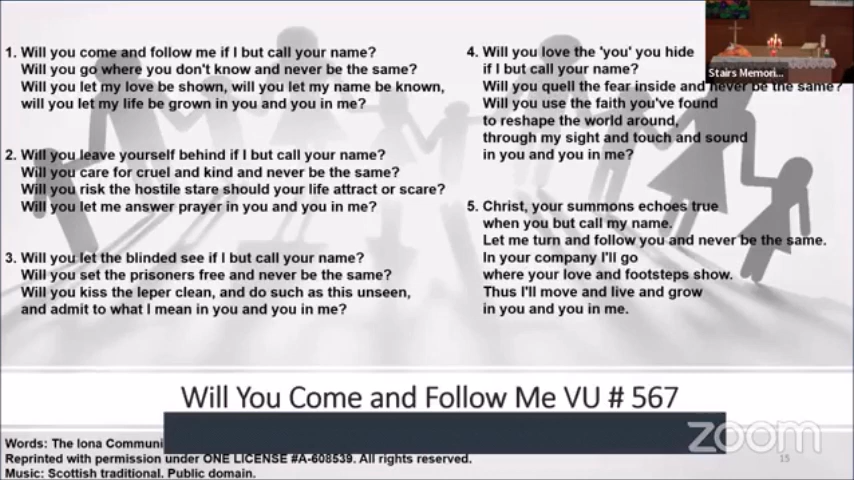 1. Will you come and follow me if I but call your name?
Will you go where you don't know and never be the same?
Will you let my love be shown, will you let my name be known,
will you let my life be grown in you and you in me?
2. Will you leave yourself behind if I but call your name?
Will you care for cruel and kind and never be the same?
Will you risk the hostile stare should your life attract or scare?
Will you let me answer prayer in you and you in me?
3. Will you let the blinded see if I but call your name?
Will you set the prisoners free and never be the same?
Will you kiss the leper clean, and do such as this unseen,
and admit to what I mean in you and you in me?
4. Will you love the 'you' you hide
if I but call your name?
Will you quell the fear inside and never be the same?
Will you use the faith you've found
to reshape the world around,
through my sight and touch and sound
in you and you in me?
5. Christ, your summons echoes true
when you but call my name.
Let me turn and follow you and never be the same.
In your company I'll go
where your love and footsteps show.
Thus I'll move and live and grow
in you and you in me.
Stairs Memori...
Will You Come and Follow Me VU # 567
Words: The Iona Communi
Reprinted with permission under ONE LICENSE #A-608539. All rights reserved.
Music: Scottish traditional. Public domain.
zoom
15